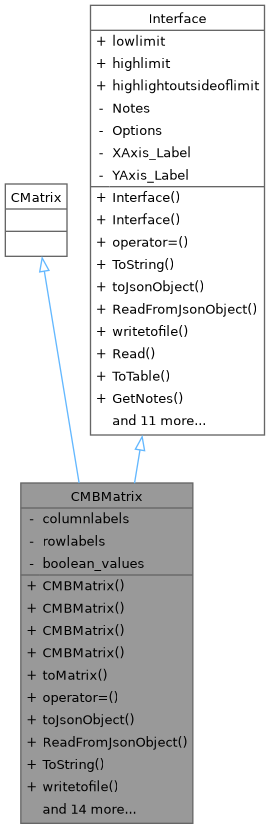 Interface
+ lowlimit
+ highlimit
+ highlightoutsideoflimit
- Notes
- Options
- XAxis_Label
- YAxis_Label
+ Interface()
+ Interface()
+ operator=()
+ ToString()
+ toJsonObject()
+ ReadFromJsonObject()
+ writetofile()
+ Read()
+ ToTable()
+ GetNotes()
and 11 more...
CMatrix
CMBMatrix
- columnlabels
- rowlabels
- boolean_values
+ CMBMatrix()
+ CMBMatrix()
+ CMBMatrix()
+ CMBMatrix()
+ toMatrix()
+ operator=()
+ toJsonObject()
+ ReadFromJsonObject()
+ ToString()
+ writetofile()
and 14 more...